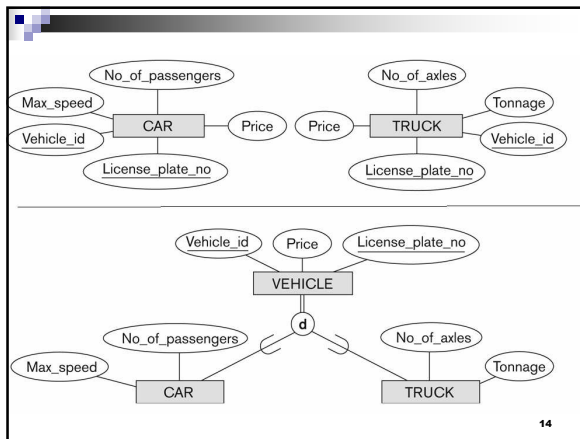 No_of_passengers
No_of_axles
Max_speed
Tonnage
CAR
Price
Price
TRUCK
Vehicle_id
Vehicle_id
License_plate_no
License_plate_no
Vehicle_id
Price
License_plate_no
VEHICLE
d
No_of_passengers
No_of_axles
Max_speed
Tonnage
CAR
TRUCK
14